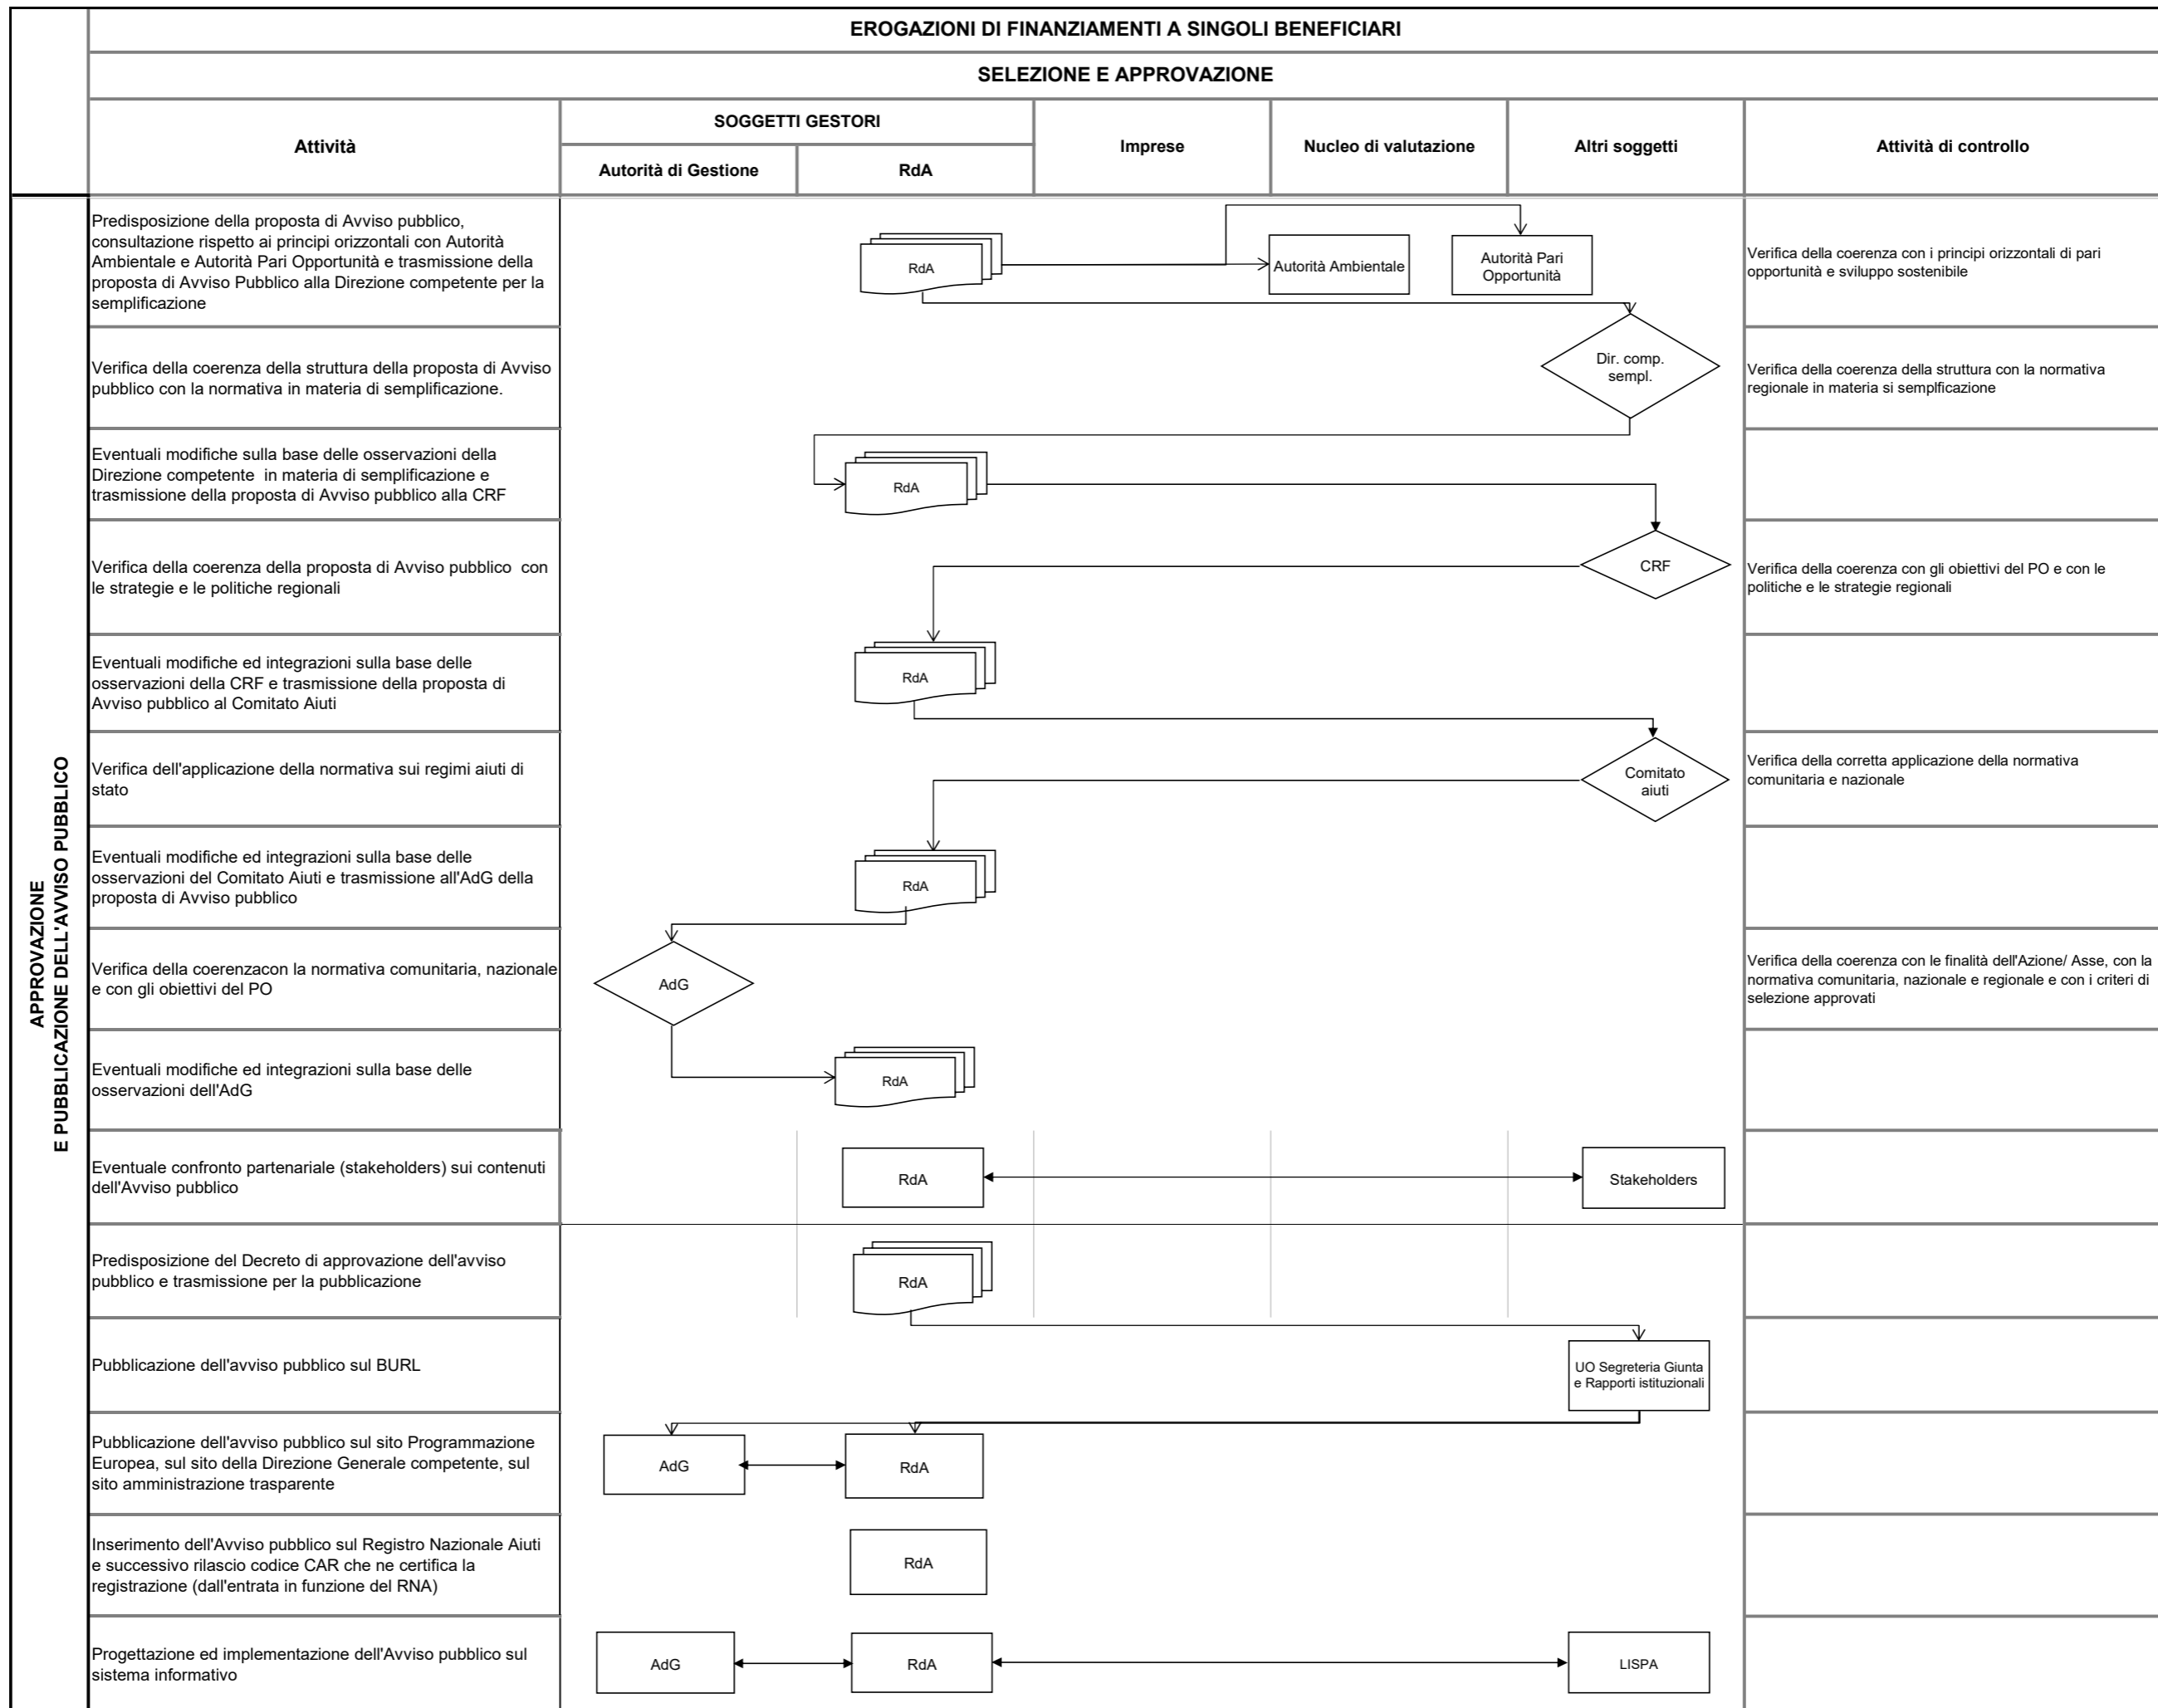 EROGAZIONI DI FINANZIAMENTI A SINGOLI BENEFICIARI
SELEZIONE E APPROVAZIONE
Attività
SOGGETTI GESTORI
Autorità di Gestione
RdA
Imprese
Nucleo di valutazione
Altri soggetti
Attività di controllo
APPROVAZIONE
E PUBBLICAZIONE DELL'AVVISO PUBBLICO
Predisposizione della proposta di Avviso pubblico,
consultazione rispetto ai principi orizzontali con Autorità
Ambientale e Autorità Pari Opportunità e trasmissione della
proposta di Avviso Pubblico alla Direzione competente per la
semplificazione
RdA
Autorità Ambientale
Autorità Pari
Opportunità
Verifica della coerenza con i principi orizzontali di pari
opportunità e sviluppo sostenibile
Verifica della coerenza della struttura della proposta di Avviso
pubblico con la normativa in materia di semplificazione.
Dir. comp.
sempl.
Verifica della coerenza della struttura con la normativa
regionale in materia si semplficazione
Eventuali modifiche sulla base delle osservazioni della
Direzione competente  in materia di semplificazione e
trasmissione della proposta di Avviso pubblico alla CRF
RdA
Verifica della coerenza della proposta di Avviso pubblico  con
le strategie e le politiche regionali
CRF
Verifica della coerenza con gli obiettivi del PO e con le
politiche e le strategie regionali
Eventuali modifiche ed integrazioni sulla base delle
osservazioni della CRF e trasmissione della proposta di
Avviso pubblico al Comitato Aiuti
RdA
Verifica dell'applicazione della normativa sui regimi aiuti di
stato
Comitato
aiuti
Verifica della corretta applicazione della normativa
comunitaria e nazionale
Eventuali modifiche ed integrazioni sulla base delle
osservazioni del Comitato Aiuti e trasmissione all'AdG della
proposta di Avviso pubblico
RdA
Verifica della coerenzacon la normativa comunitaria, nazionale
e con gli obiettivi del PO
AdG
Verifica della coerenza con le finalità dell'Azione/ Asse, con la
normativa comunitaria, nazionale e regionale e con i criteri di
selezione approvati
Eventuali modifiche ed integrazioni sulla base delle
osservazioni dell'AdG
RdA
Eventuale confronto partenariale (stakeholders) sui contenuti
dell'Avviso pubblico
RdA
Stakeholders
Predisposizione del Decreto di approvazione dell'avviso
pubblico e trasmissione per la pubblicazione
RdA
Pubblicazione dell'avviso pubblico sul BURL
UO Segreteria Giunta
e Rapporti istituzionali
Pubblicazione dell'avviso pubblico sul sito Programmazione
Europea, sul sito della Direzione Generale competente, sul
sito amministrazione trasparente
AdG
RdA
Inserimento dell'Avviso pubblico sul Registro Nazionale Aiuti
e successivo rilascio codice CAR che ne certifica la
registrazione (dall'entrata in funzione del RNA)
RdA
Progettazione ed implementazione dell'Avviso pubblico sul
sistema informativo
AdG
RdA
LISPA